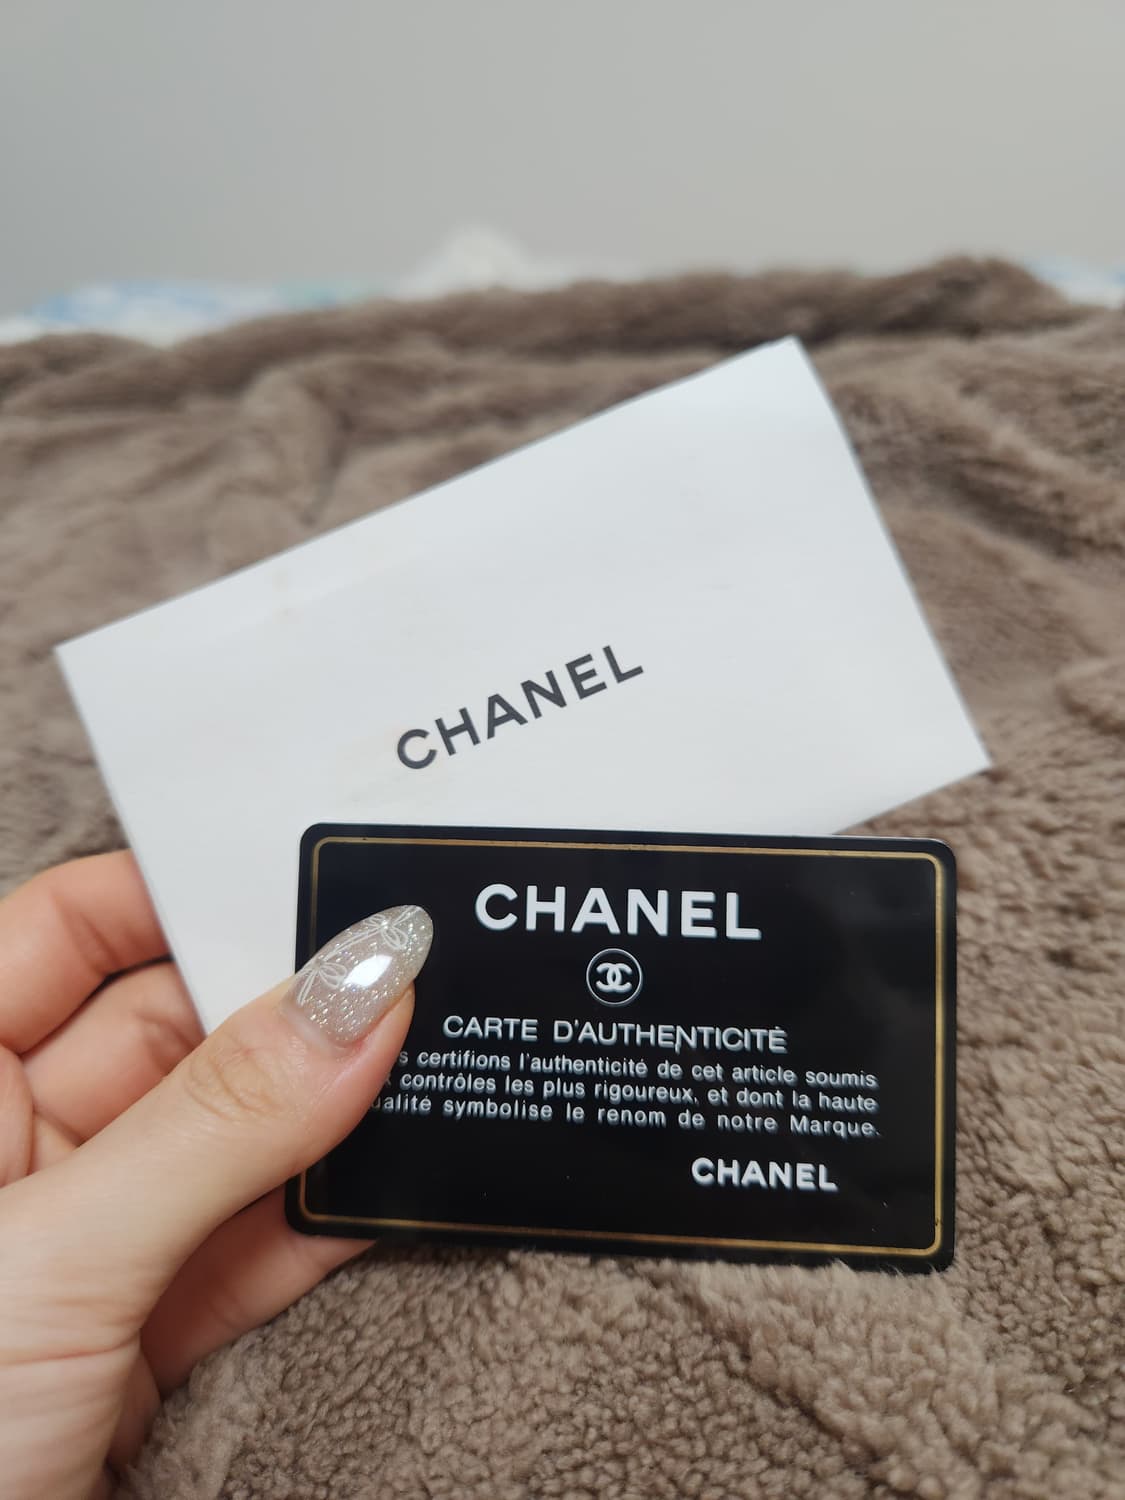 CHANEL
CHANEL
CARTE D'AUTHENTICITÉ
certifions l'authenticité de cet article soumis
contrôles les plus rigoureux, et dont la haute
symbolise le renom de notre Marque.
CHANEL